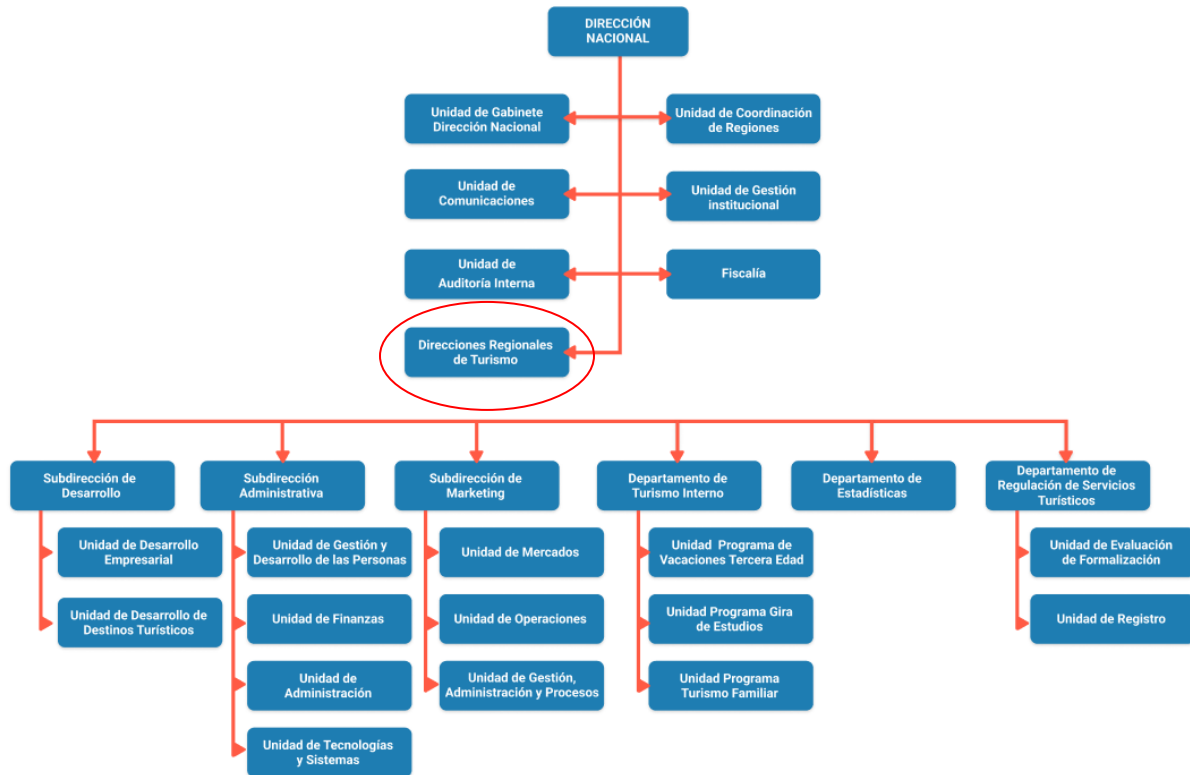 DIRECCIÓN
NACIONAL
Unidad de Gabinete
Dirección Nacional
Unidad de Coordinación
de Regiones
Unidad de
Comunicaciones
Unidad de Gestión
institucional
Unidad de
Auditoría Interna
Fiscalía
Direcciones Regionales
de Turismo
Subdirección de
Desarrollo
Subdirección
Administrativa
Subdirección de
Marketing
Departamento de
Turismo Interno
Departamento de
Estadísticas
Departamento de
Regulación de Servicios
Turísticos
Unidad de Desarrollo
Empresarial
Unidad de Desarrollo de
Destinos Turísticos
Unidad de Gestión y
Desarrollo de las Personas
Unidad de Finanzas
Unidad de
Administración
Unidad de Tecnologías
y Sistemas
Unidad de Mercados
Unidad de Operaciones
Unidad de Gestión,
Administración y Procesos
Unidad Programa de
Vacaciones Tercera Edad
Unidad Programa Gira
de Estudios
Unidad Programa
Turismo Familiar
Unidad de Evaluación
de Formalización
Unidad de Registro